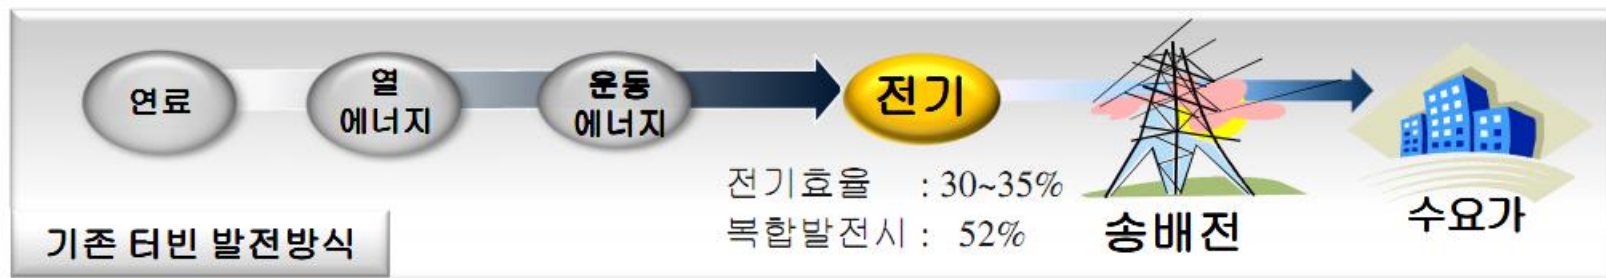 연료
열
에너지
운동
에너지
전기
전기효율 : 30~35%
복합발전시 : 52%
송배전
수요가
기존 터빈 발전방식